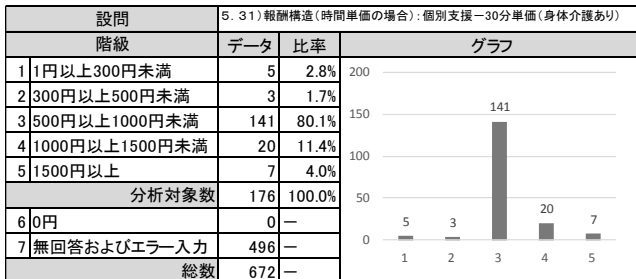 設問 5.31)報酬構造(時間単価の場合):個別支援－30分単価(身体介護あり)
階級 データ 比率 グラフ
1 1円以上300円未満 5 2.8%
2 300円以上500円未満 3 1.7%
3 500円以上1000円未満 141 80.1%
4 1000円以上1500円未満 20 11.4%
5 1500円以上 7 4.0%
分析対象数 176 100.0%
6 0円 0 －
7 無回答およびエラー入力 496 －
総数 672 －
200
150
100
50
0
5 3 141 20 7
1 2 3 4 5